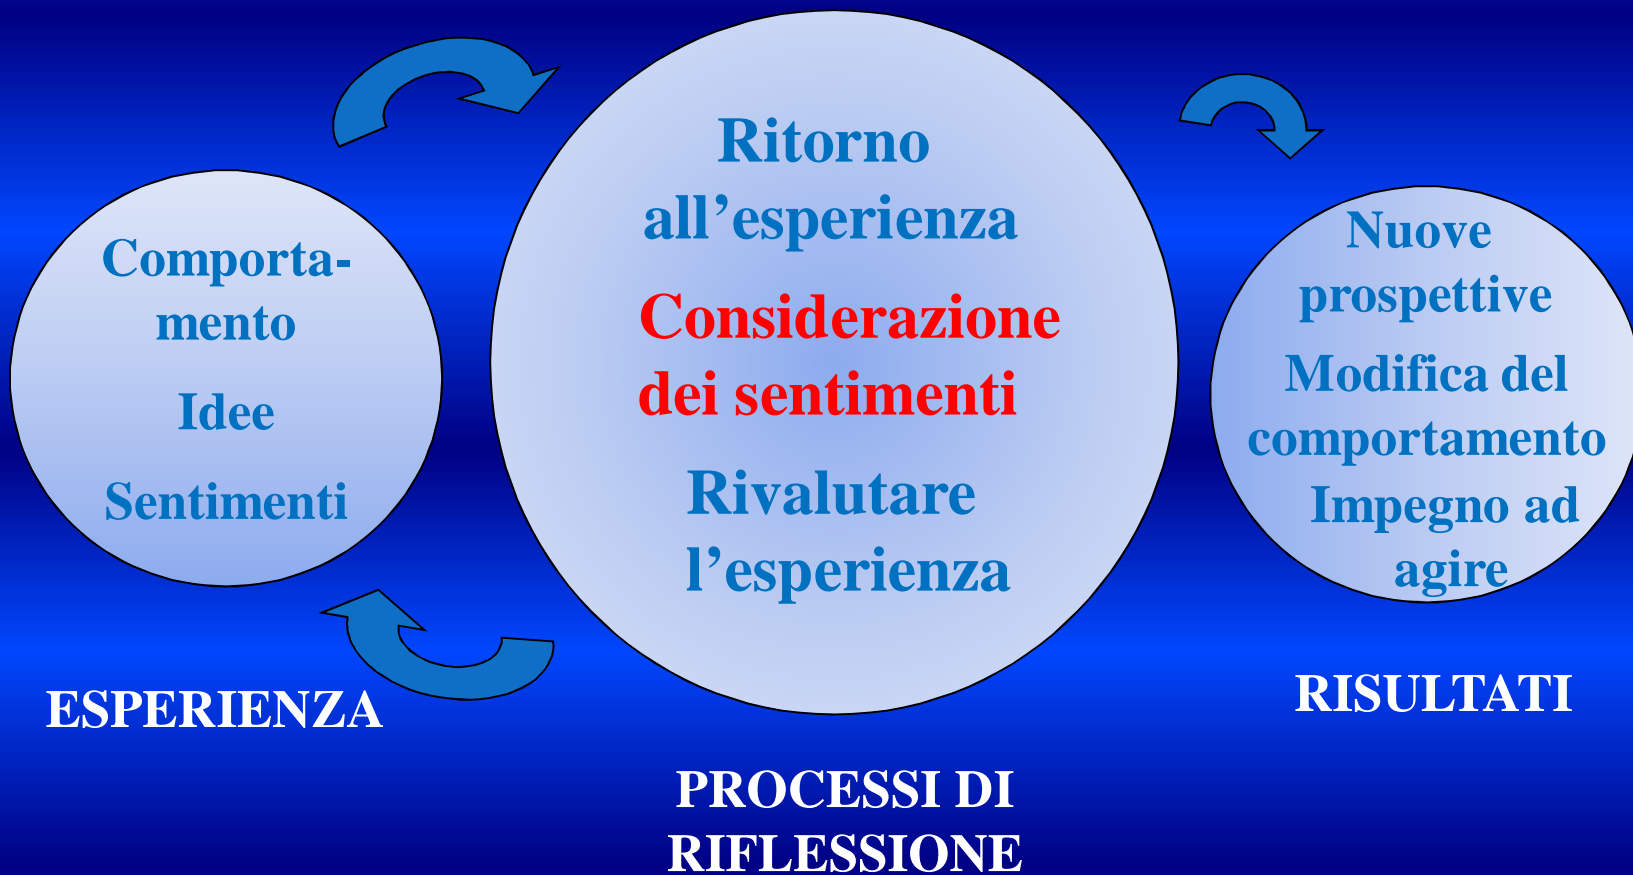 Comporta-
mento
Idee
Sentimenti
ESPERIENZA
Ritorno
all’esperienza
Considerazione
dei sentimenti
Rivalutare
l’esperienza
PROCESSI DI
RIFLESSIONE
Nuove
prospettive
Modifica del
comportamento
Impegno ad
agire
RISULTATI